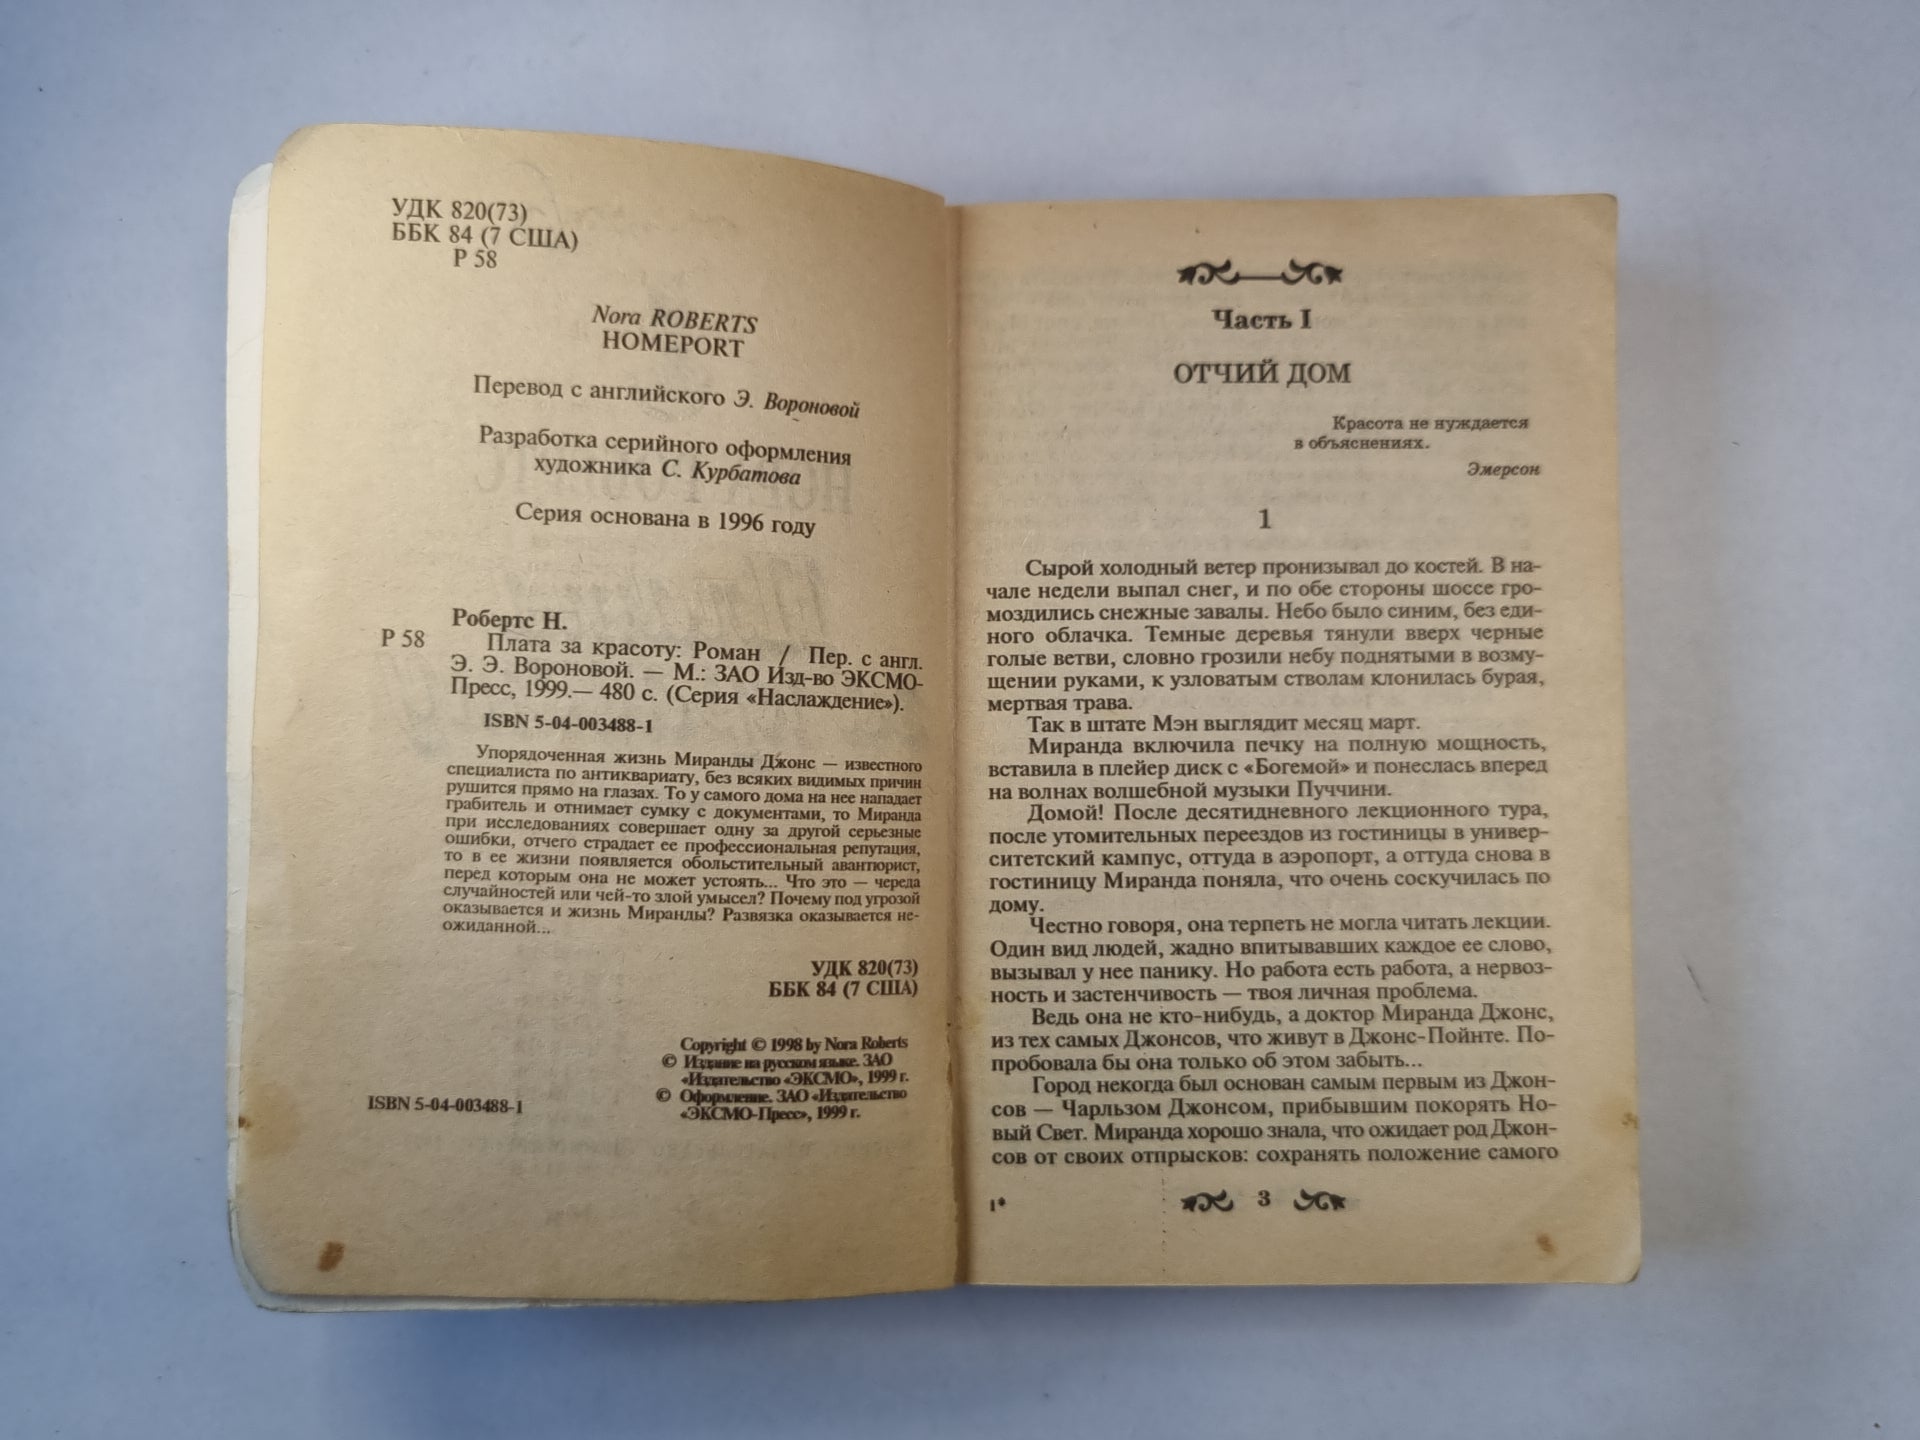 УДК 820(73)
ББК 84 (7 США)
Р 58
Nora ROBERTS
HOMEPORT
Перевод с английского Э. Вороновой
Разработка серийного оформления
художника С. Курбатова
Серия основана в 1996 году
Робертс Н.
Р 58 Плата за красоту: Роман / Пер. с англ.
Э. Э. Вороновой. — М.: ЗАО Изд-во ЭКСМО-
Пресс, 1999.— 480 с. (Серия «Наслаждение»).
ISBN 5-04-003488-1
Упорядоченная жизнь Миранды Джонс — известного
специалиста по антиквариату, без всяких видимых причин
рушится прямо на глазах. То у самого дома на нее нападает
грабитель и отнимает сумку с документами, то Миранда
при исследованиях совершает одну за другой серьезные
ошибки, отчего страдает ее профессиональная репутация,
то в ее жизни появляется обольстительный авантюрист,
перед которым она не может устоять... Что это — череда
случайностей или чей-то злой умысел? Почему под угрозой
оказывается и жизнь Миранды? Развязка оказывается не-
ожиданной...
УДК 820(73)
ББК 84 (7 США)
Copyright © 1998 by Nora Roberts
© Издание на русском языке. ЗАО
«Издательство «ЭКСМО», 1999 г.
© Оформление. ЗАО «Издательство
«ЭКСМО-Пресс», 1999 г.
ISBN 5-04-003488-1
Часть I
ОТЧИЙ ДОМ
Красота не нуждается
в объяснениях.
Эмерсон
1
Сырой холодный ветер пронизывал до костей. В на-
чале недели выпал снег, и по обе стороны шоссе гро-
моздились снежные завалы. Небо было синим, без еди-
ного облачка. Темные деревья тянули вверх черные
голые ветви, словно грозили небу поднятыми в возму-
щении руками, к узловатым стволам клонилась бурая,
мертвая трава.
Так в штате Мэн выглядит месяц март.
Миранда включила печку на полную мощность,
вставила в плейер диск с «Богемой» и понеслась вперед
на волнах волшебной музыки Пуччини.
Домой! После десятидневного лекционного тура,
после утомительных переездов из гостиницы в универ-
ситетский кампус, оттуда в аэропорт, а оттуда снова в
гостиницу Миранда поняла, что очень соскучилась по
дому.
Честно говоря, она терпеть не могла читать лекции.
Один вид людей, жадно впитывавших каждое ее слово,
вызывал у нее панику. Но работа есть работа, а нервоз-
ность и застенчивость — твоя личная проблема.
Ведь она не кто-нибудь, а доктор Миранда Джонс,
из тех самых Джонсов, что живут в Джонс-Пойнте. По-
пробовала бы она только об этом забыть...
Город некогда был основан самым первым из Джон-
сов — Чарльзом Джонсом, прибывшим покорять Но-
вый Свет. Миранда хорошо знала, что ожидает род Джон-
сов от своих отпрысков: сохранять положение самого
1*
3